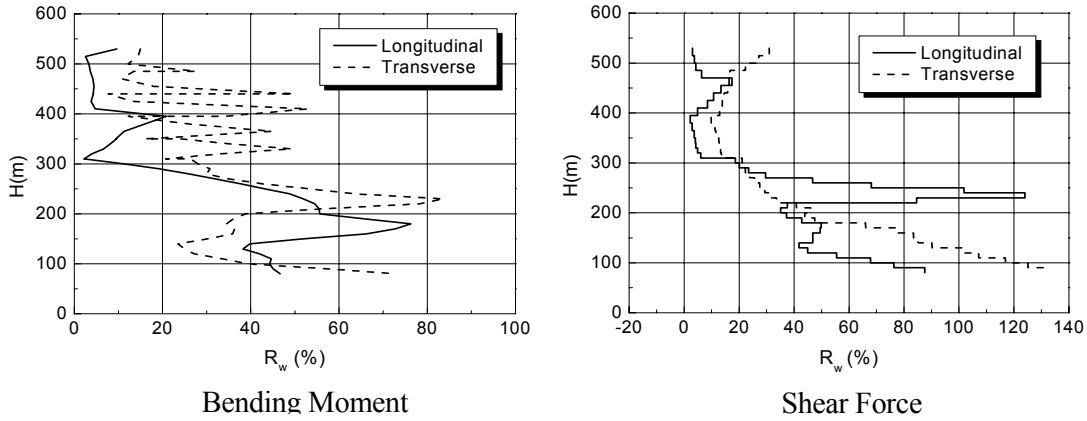 600
500
400
300
200
100
0
H(m)
0 20 40 60 80 100
R_w (%)
Longitudinal
Transverse
Bending Moment
600
500
400
300
200
100
0
H(m)
-20 0 20 40 60 80 100 120 140
R_w (%)
Longitudinal
Transverse
Shear Force